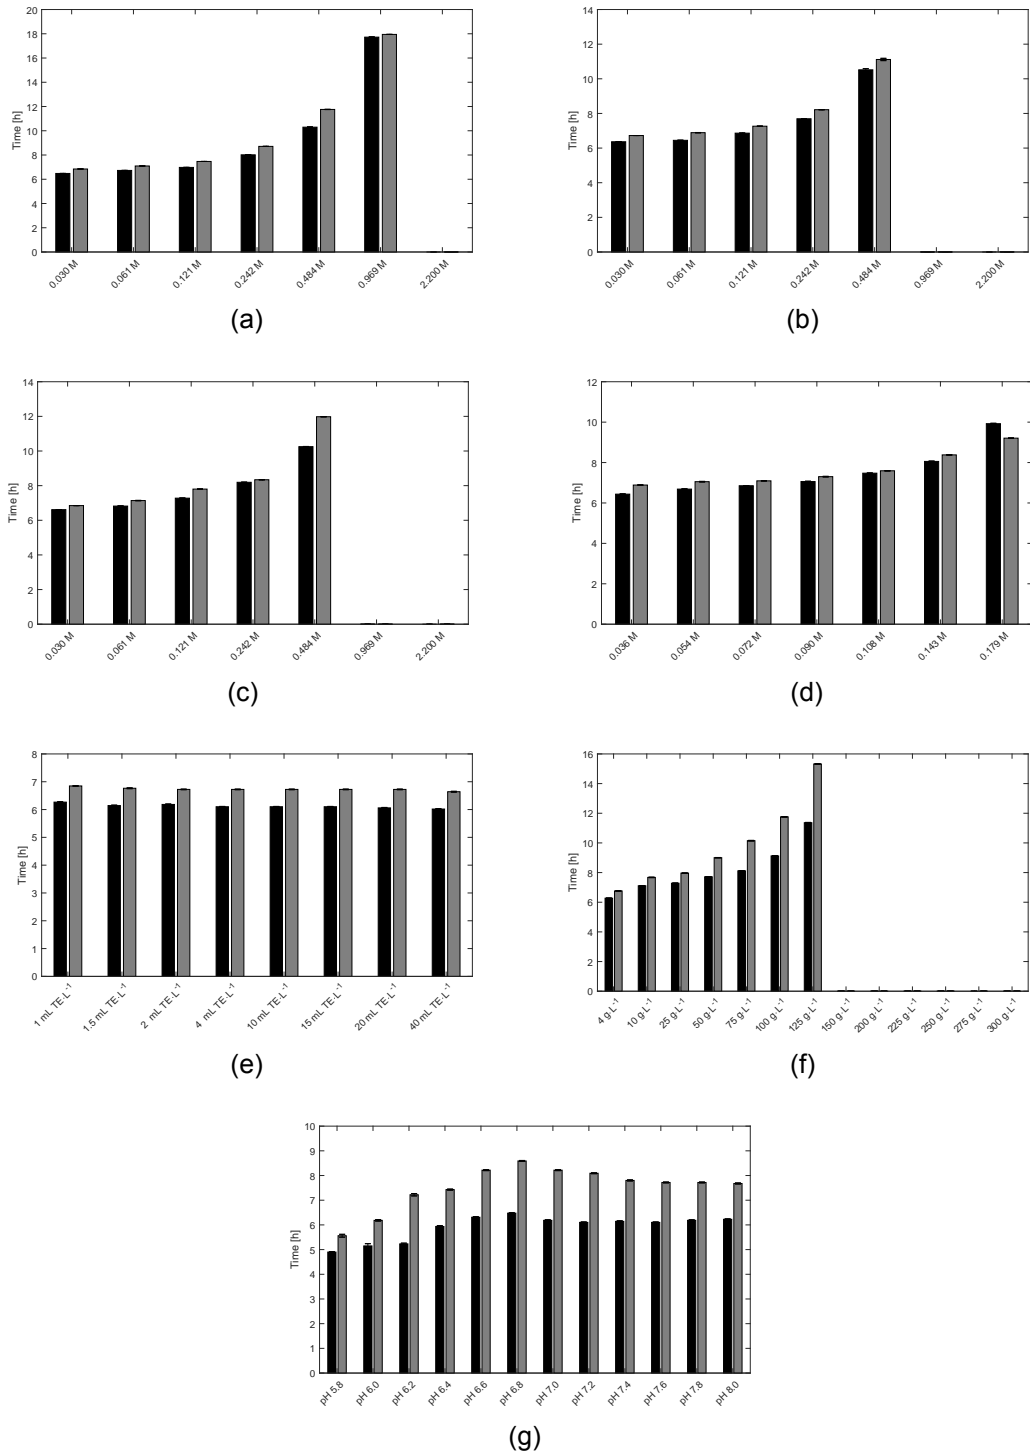 20
18
16
14
12
10
8
6
4
2
0
Time [h]
0.030 M
0.061 M
0.121 M
0.242 M
0.484 M
0.969 M
2.200 M
(a)
14
12
10
8
6
4
2
0
Time [h]
0.030 M
0.061 M
0.121 M
0.242 M
0.484 M
0.969 M
2.200 M
(b)
14
12
10
8
6
4
2
0
Time [h]
0.030 M
0.061 M
0.121 M
0.242 M
0.484 M
0.969 M
2.200 M
(c)
12
10
8
6
4
2
0
Time [h]
0.036 M
0.054 M
0.072 M
0.090 M
0.108 M
0.143 M
0.179 M
(d)
8
7
6
5
4
3
2
1
0
Time [h]
1 mL TE·L⁻¹
1.5 mL TE·L⁻¹
2 mL TE·L⁻¹
4 mL TE·L⁻¹
10 mL TE·L⁻¹
15 mL TE·L⁻¹
20 mL TE·L⁻¹
40 mL TE·L⁻¹
(e)
16
14
12
10
8
6
4
2
0
Time [h]
4 g·L⁻¹
10 g·L⁻¹
25 g·L⁻¹
50 g·L⁻¹
75 g·L⁻¹
100 g·L⁻¹
125 g·L⁻¹
150 g·L⁻¹
200 g·L⁻¹
225 g·L⁻¹
250 g·L⁻¹
275 g·L⁻¹
300 g·L⁻¹
(f)
10
9
8
7
6
5
4
3
2
1
0
Time [h]
pH 5.8
pH 6.0
pH 6.2
pH 6.4
pH 6.6
pH 6.8
pH 7.0
pH 7.2
pH 7.4
pH 7.6
pH 7.8
pH 8.0
(g)